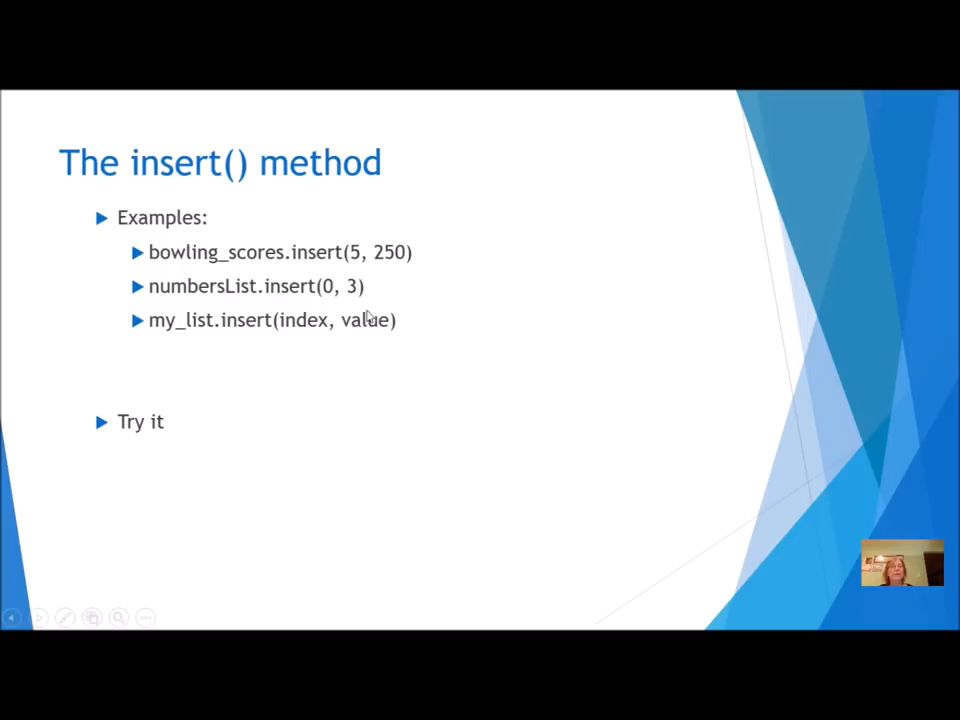 The insert() method
Examples:
bowling_scores.insert(5, 250)
numbersList.insert(0, 3)
my_list.insert(index, value)
Try it